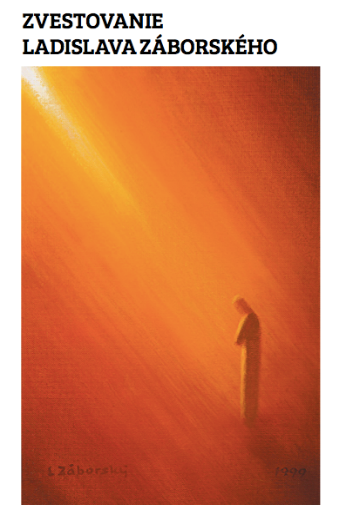 ZVESTOVANIE
LADISLAVA ZÁBORSKÉHO
L Záborský 1999